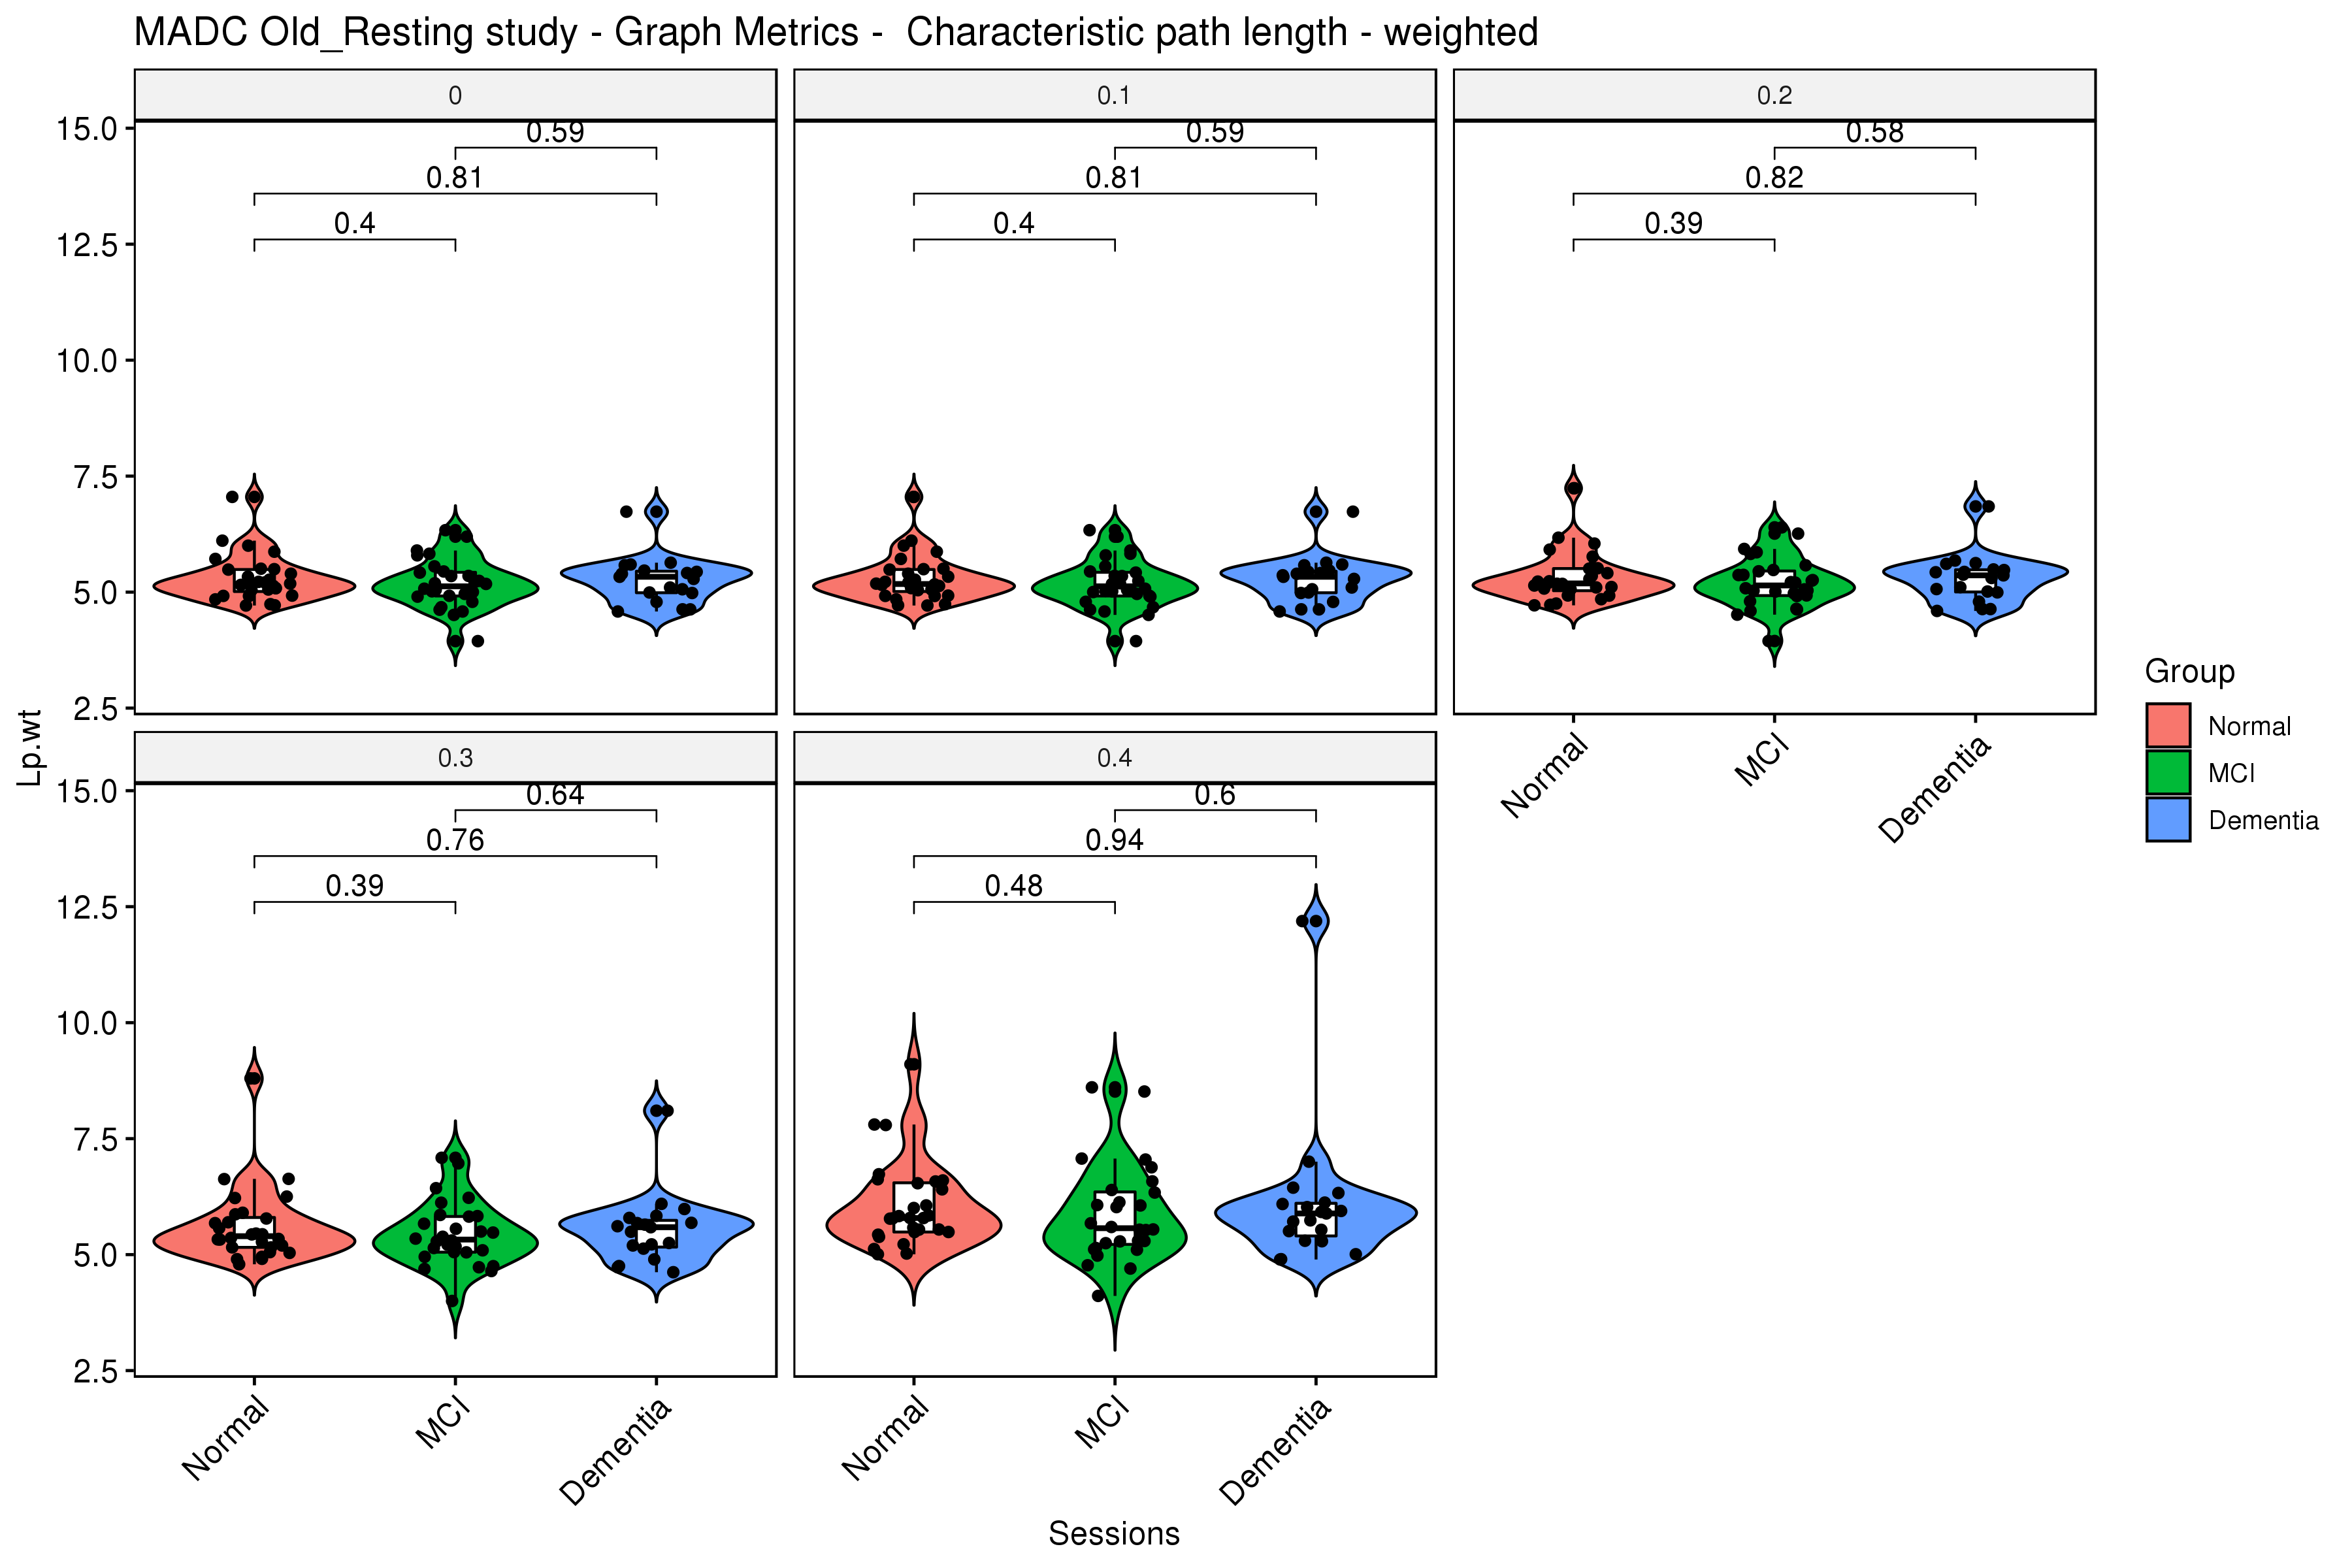 MADC Old_Resting study - Graph Metrics -  Characteristic path length - weighted
0
0.1
0.2
15.0
12.5
10.0
7.5
5.0
2.5
0.59
0.81
0.4
0.59
0.81
0.4
0.58
0.82
0.39
Normal
MCI
Dementia
Lp.wt
0.3
0.4
15.0
12.5
10.0
7.5
5.0
2.5
0.64
0.76
0.39
0.6
0.94
0.48
Normal
MCI
Dementia
Normal
MCI
Dementia
Sessions
Group
Normal
MCI
Dementia